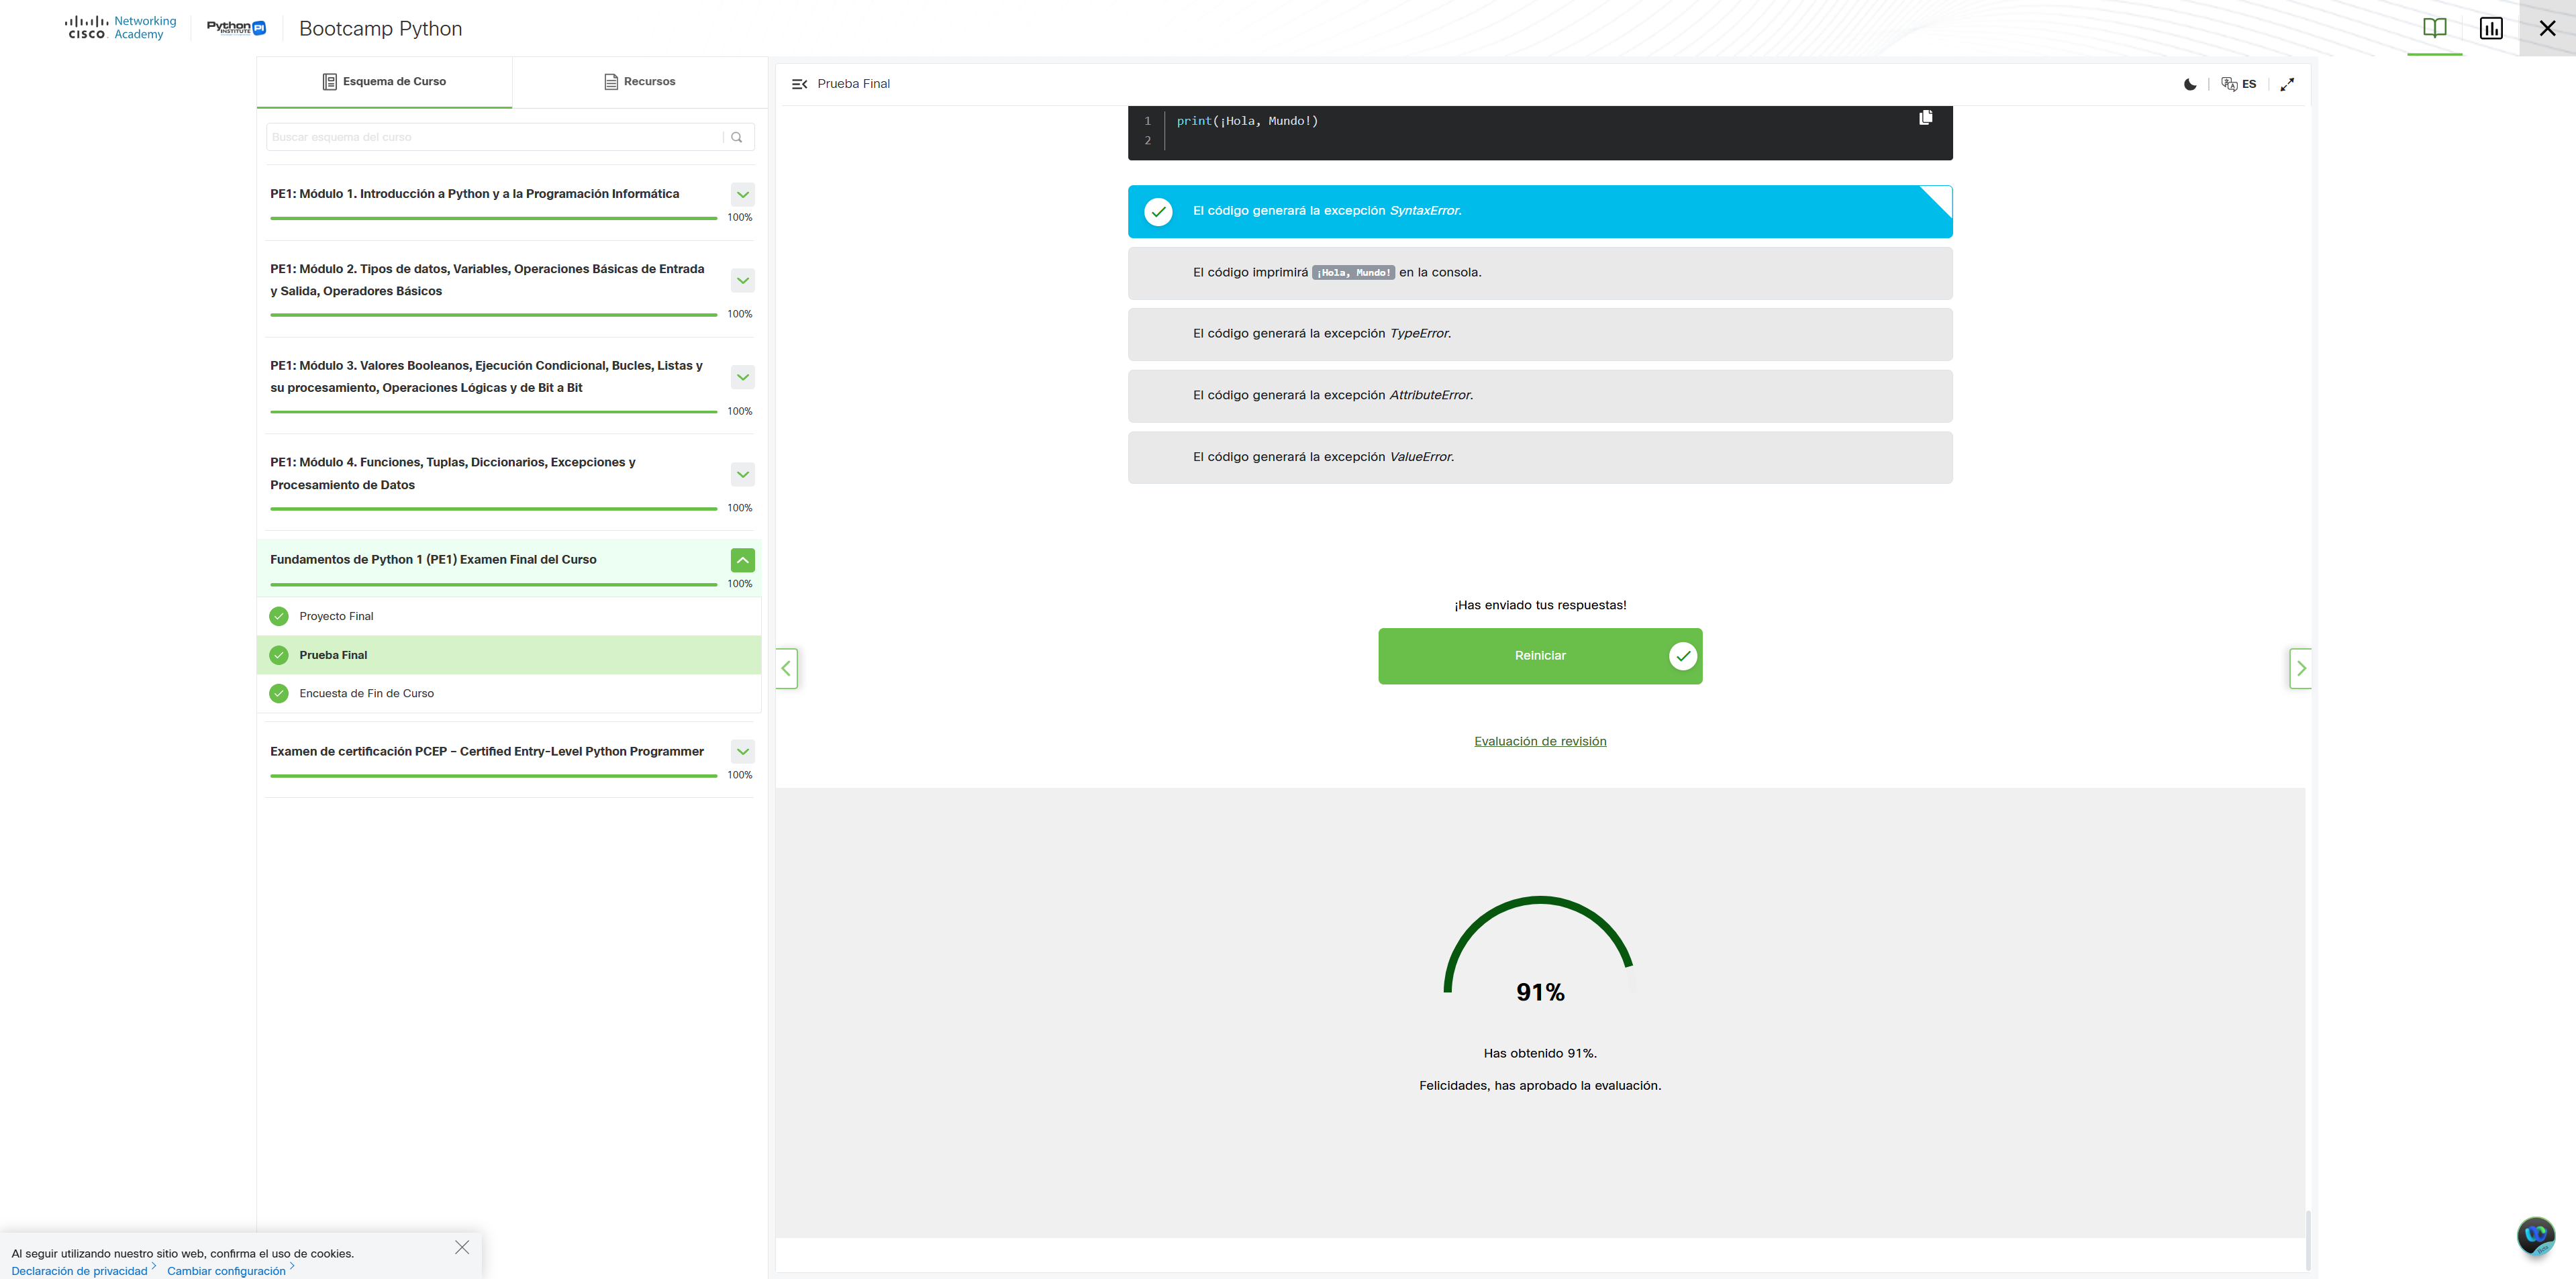 Networking
CISCO. Academy
Python
INSTITUTE
PI
Bootcamp Python
Esquema de Curso
Recursos
Buscar esquema del curso
PE1: Módulo 1. Introducción a Python y a la Programación Informática
100%
PE1: Módulo 2. Tipos de datos, Variables, Operaciones Básicas de Entrada
y Salida, Operadores Básicos
100%
PE1: Módulo 3. Valores Booleanos, Ejecución Condicional, Bucles, Listas y
su procesamiento, Operaciones Lógicas y de Bit a Bit
100%
PE1: Módulo 4. Funciones, Tuplas, Diccionarios, Excepciones y
Procesamiento de Datos
100%
Fundamentos de Python 1 (PE1) Examen Final del Curso
100%
Proyecto Final
Prueba Final
Encuesta de Fin de Curso
Examen de certificación PCEP – Certified Entry-Level Python Programmer
100%
Prueba Final
ES
1 print(¡Hola, Mundo!)
2
El código generará la excepción SyntaxError.
El código imprimirá ¡Hola, Mundo! en la consola.
El código generará la excepción TypeError.
El código generará la excepción AttributeError.
El código generará la excepción ValueError.
¡Has enviado tus respuestas!
Reiniciar
Evaluación de revisión
91%
Has obtenido 91%.
Felicidades, has aprobado la evaluación.
Al seguir utilizando nuestro sitio web, confirma el uso de cookies.
Declaración de privacidad > Cambiar configuración >